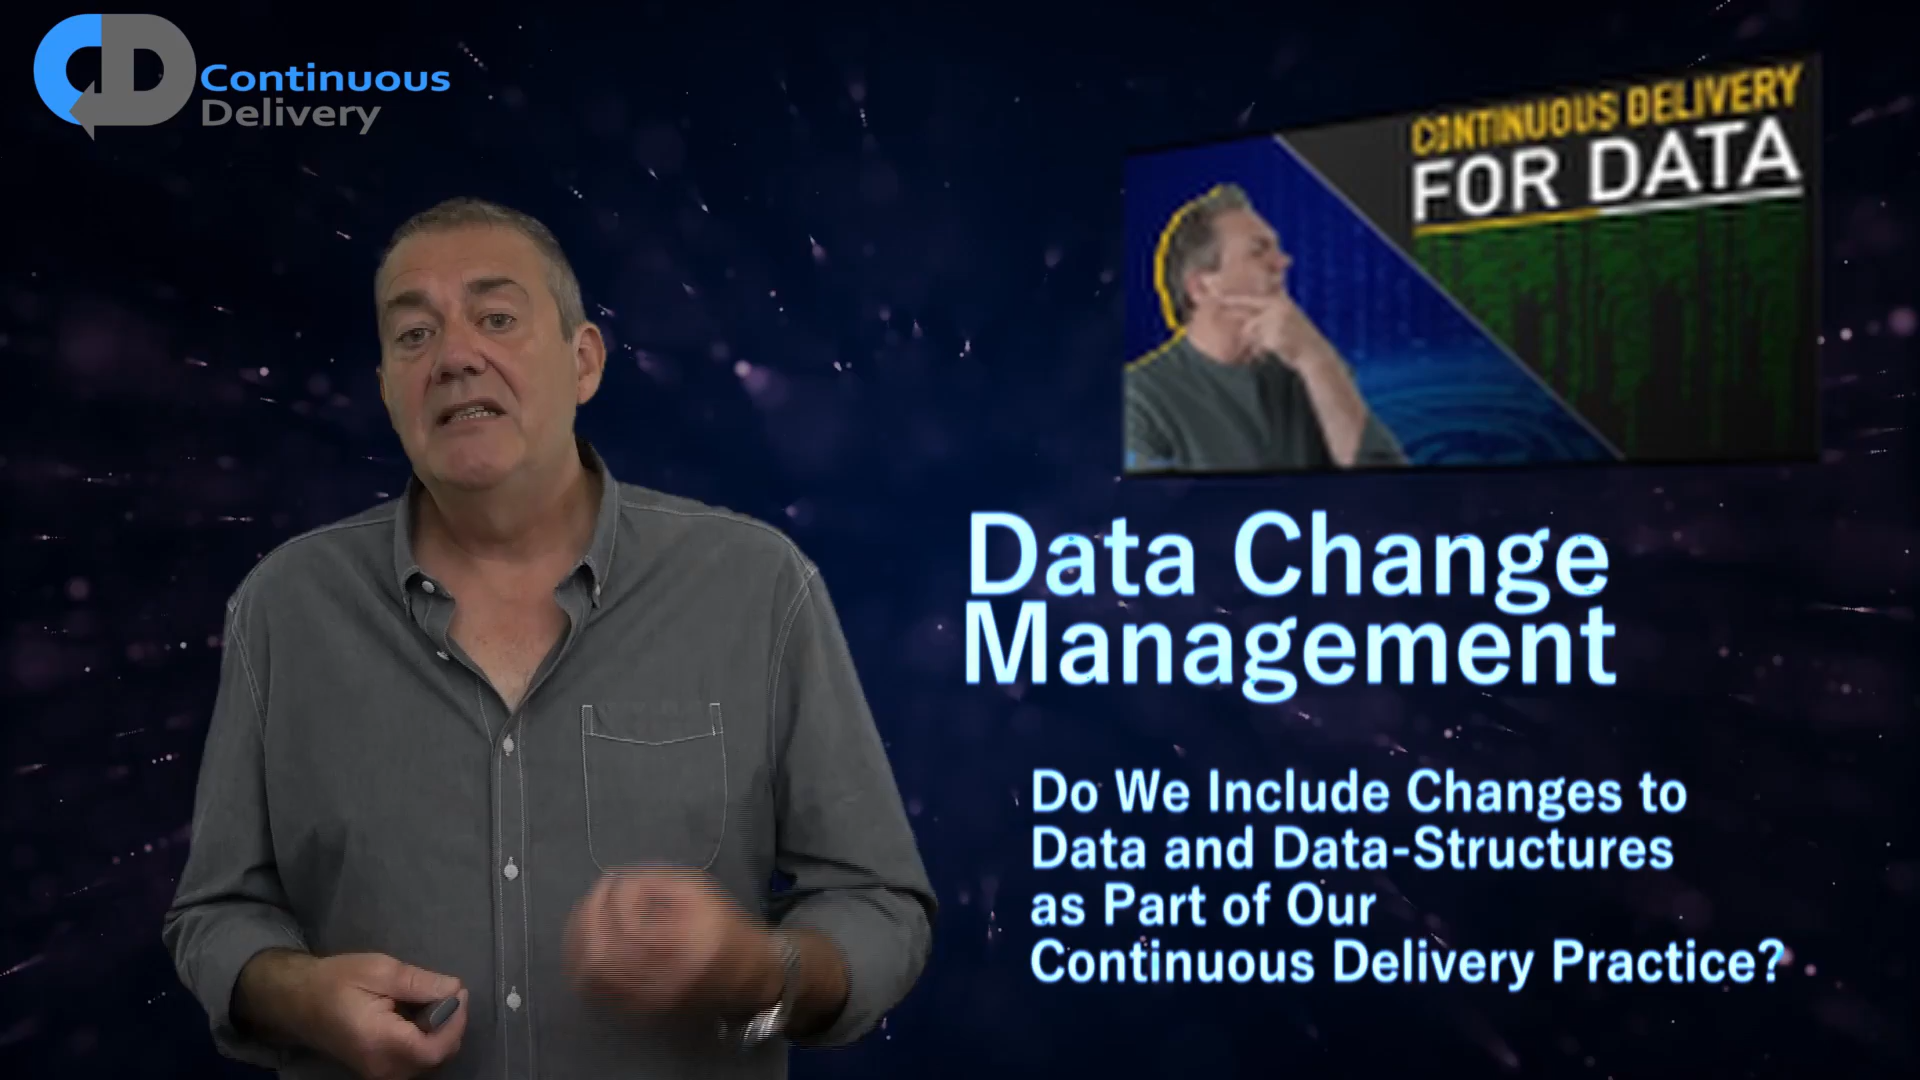 CD
Continuous
Delivery
CONTINUOUS DELIVERY
FOR DATA
Data Change
Management
Do We Include Changes to
Data and Data-Structures
as Part of Our
Continuous Delivery Practice?